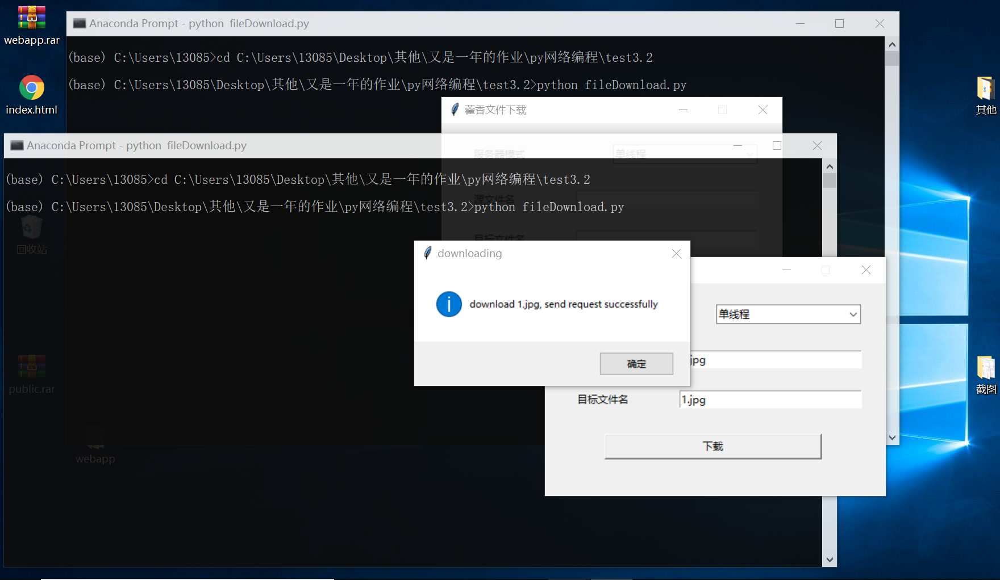 webapp.rar
index.html
回收站
public.rar
webapp
其他
截图
Anaconda Prompt - python  fileDownload.py
(base) C:\Users\13085>cd C:\Users\13085\Desktop\其他\又是一年的作业\py网络编程\test3.2
(base) C:\Users\13085\Desktop\其他\又是一年的作业\py网络编程\test3.2>python fileDownload.py
藿香文件下载
服务器模式
单线程
源文件名
目标文件名
Anaconda Prompt - python  fileDownload.py
(base) C:\Users\13085>cd C:\Users\13085\Desktop\其他\又是一年的作业\py网络编程\test3.2
(base) C:\Users\13085\Desktop\其他\又是一年的作业\py网络编程\test3.2>python fileDownload.py
downloading
download 1.jpg, send request successfully
确定
单线程
jpg
目标文件名
1.jpg
下载